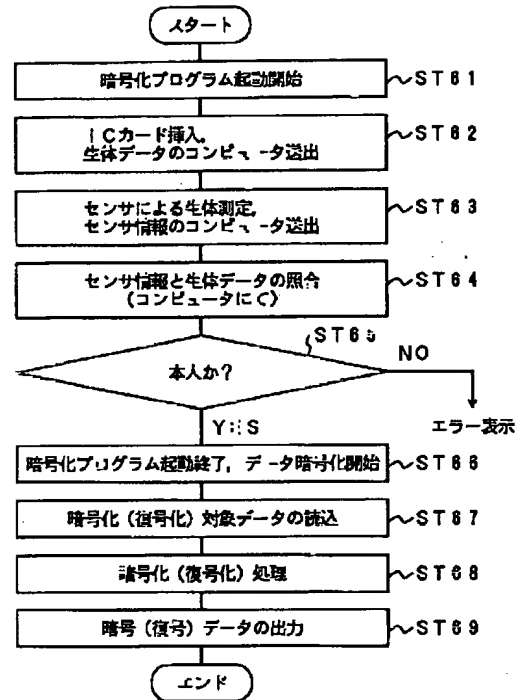 スタート
暗号化プログラム起動開始
ST61
ICカード挿入,
生体データのコンピュータ送出
ST62
センサによる生体測定,
センサ情報のコンピュータ送出
ST63
センサ情報と生体データの照合
(コンピュータにて)
ST64
ST65
本人か?
NO
エラー表示
YES
暗号化プログラム起動終了, データ暗号化開始
ST66
暗号化(復号化)対象データの読込
ST67
暗号化(復号化)処理
ST68
暗号(復号)データの出力
ST69
エンド